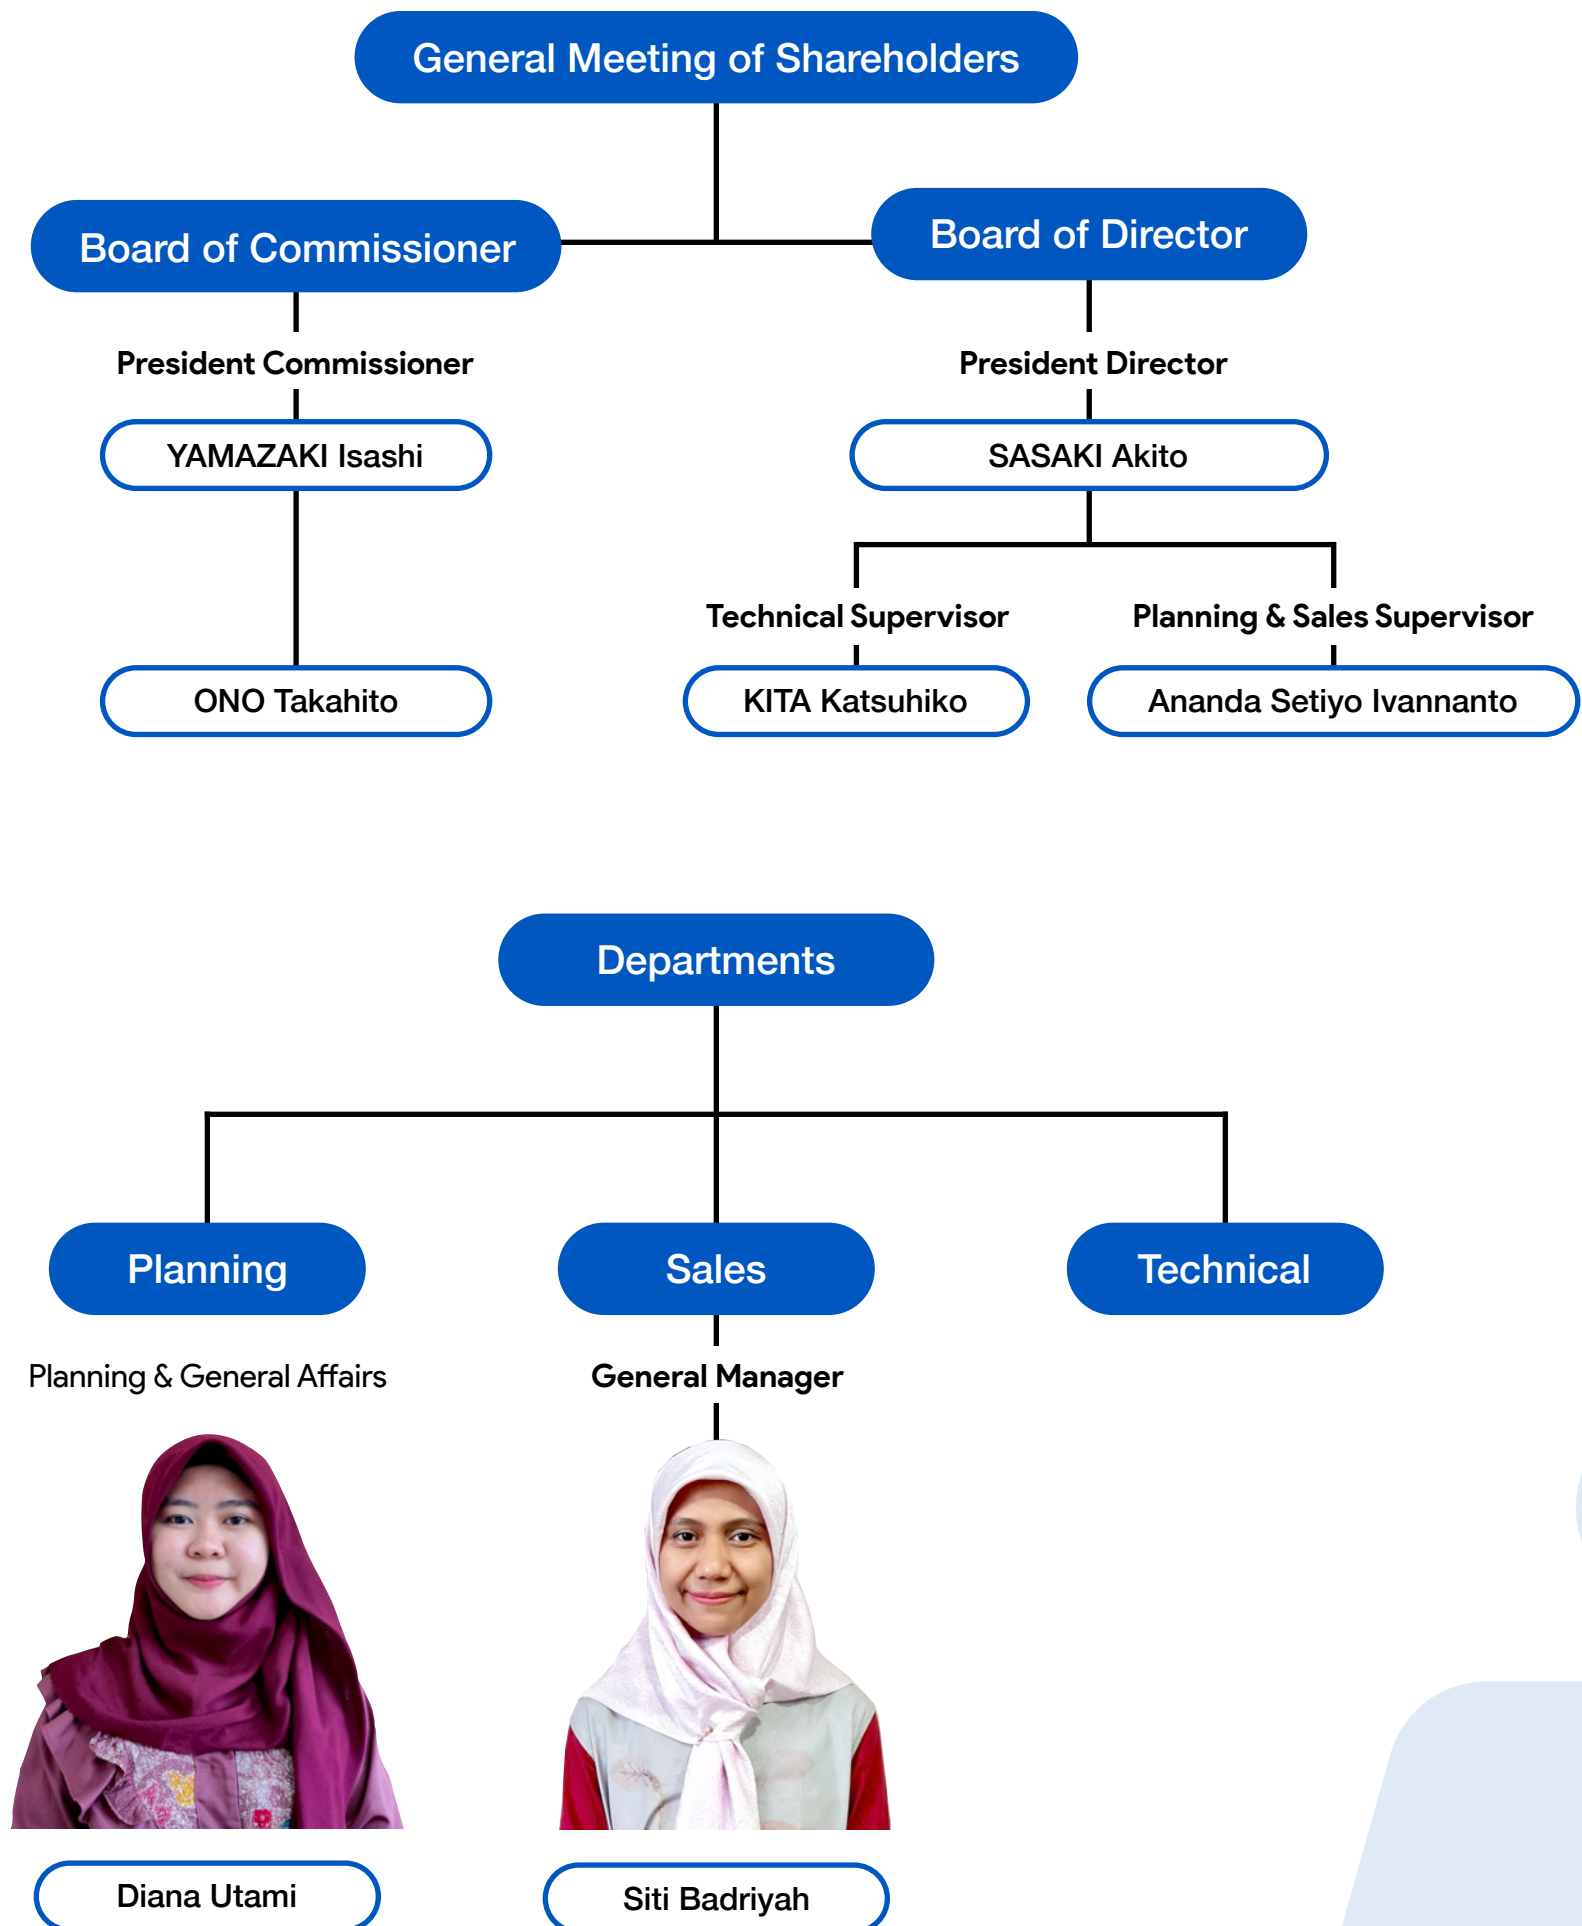 General Meeting of Shareholders
Board of Commissioner
Board of Director
President Commissioner
President Director
YAMAZAKI Isashi
SASAKI Akito
Technical Supervisor
Planning & Sales Supervisor
ONO Takahito
KITA Katsuhiko
Ananda Setiyo Ivannanto
Departments
Planning
Sales
Technical
Planning & General Affairs
General Manager
Diana Utami
Siti Badriyah